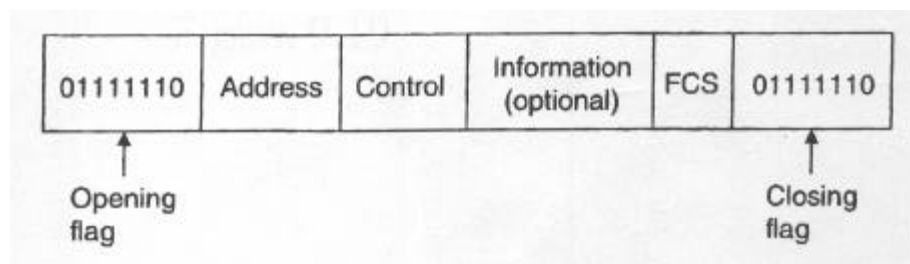 01111110 Address Control Information (optional) FCS 01111110
Opening flag
Closing flag